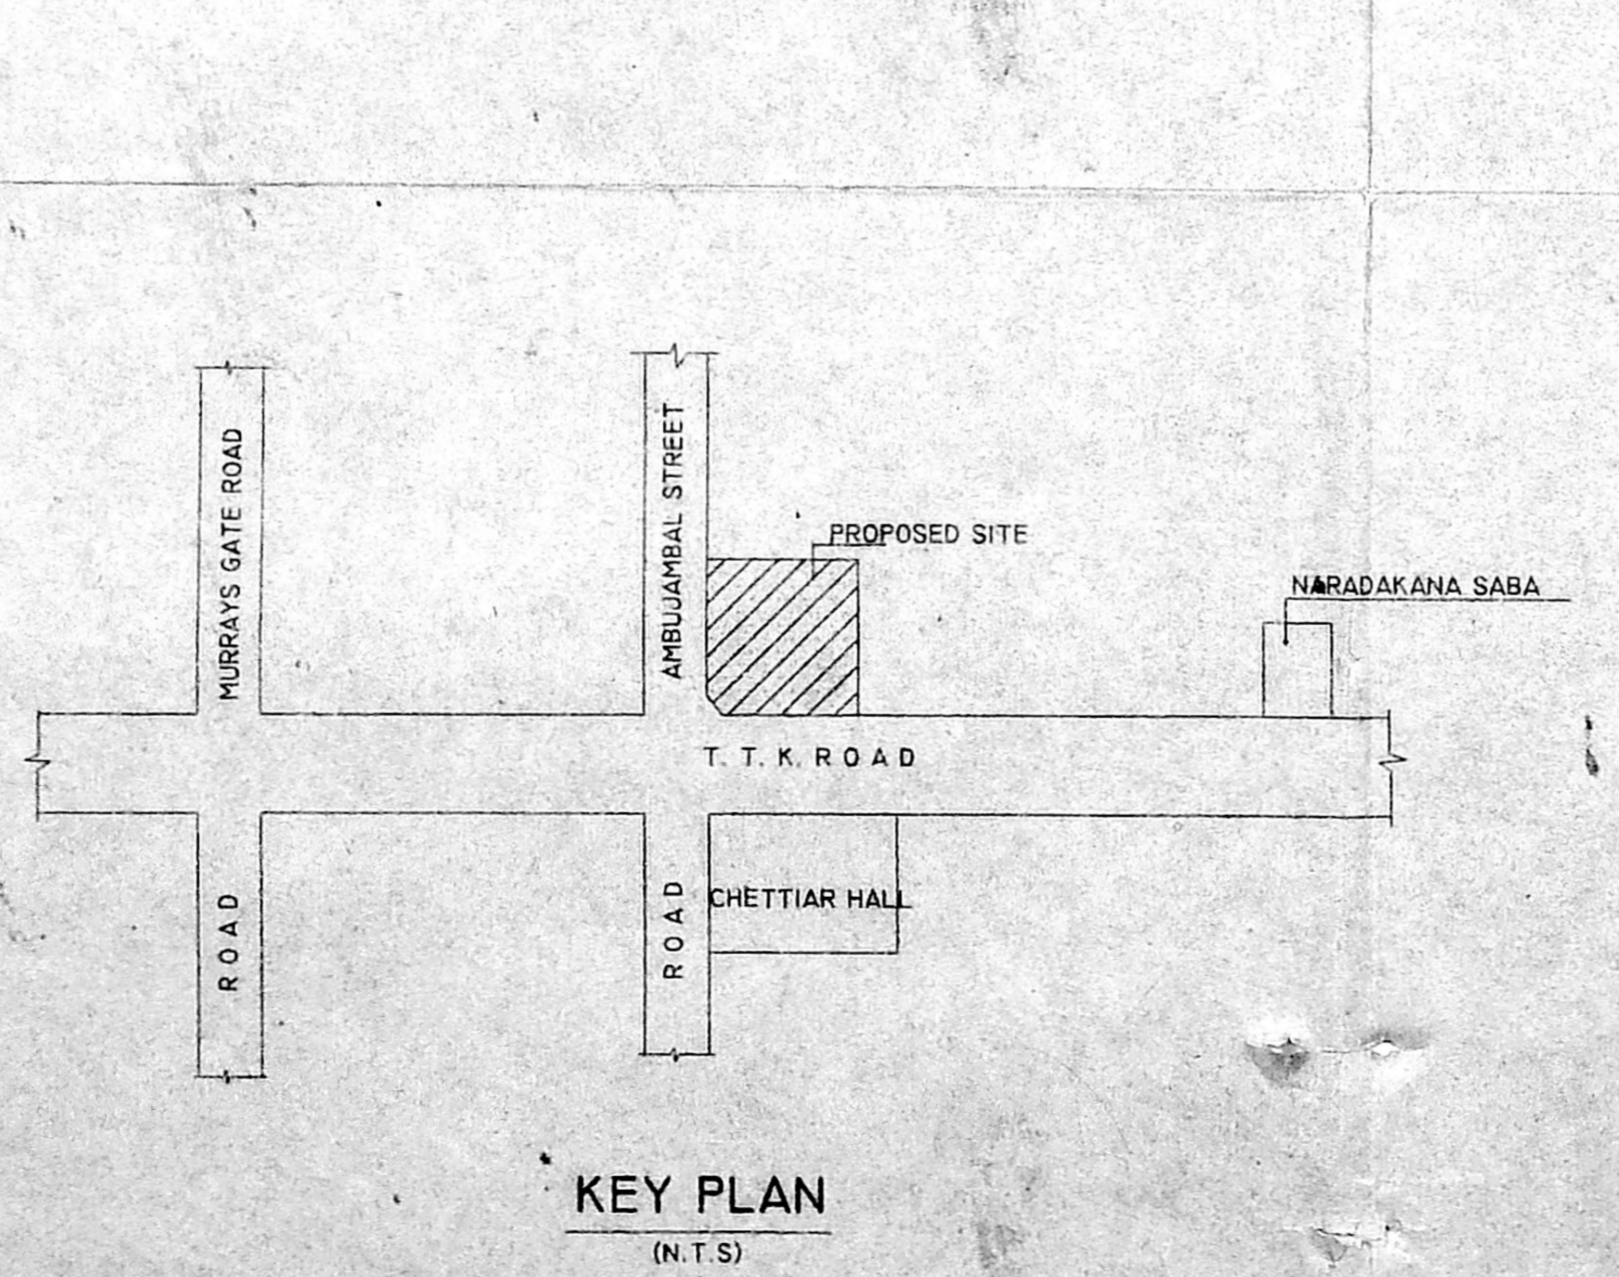 MURRAYS GATE ROAD
AMBUJAMBAL STREET
PROPOSED SITE
NARADAKANA SABA
T. T. K. ROAD
ROAD
ROAD
CHETTIAR HALL
KEY PLAN
(N.T.S)